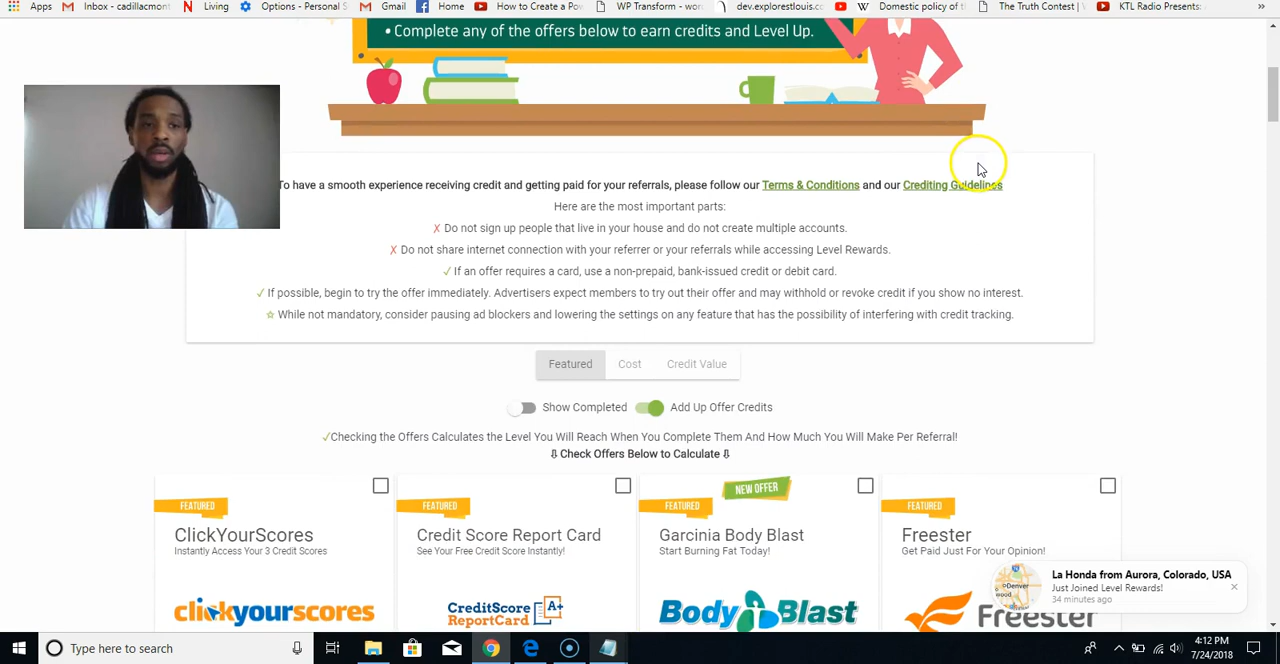 Apps
Inbox - cadillacmont
Living
Options - Personal S
Gmail
Home
How to Create a Pow
WP Transform - wor
dev.explorestlouis.co
Domestic policy of t
The Truth Contest |
KTL Radio Presents:
»
• Complete any of the offers below to earn credits and Level Up.
To have a smooth experience receiving credit and getting paid for your referrals, please follow our Terms & Conditions and our Crediting Guidelines
Here are the most important parts:
✗ Do not sign up people that live in your house and do not create multiple accounts.
✗ Do not share internet connection with your referrer or your referrals while accessing Level Rewards.
✓ If an offer requires a card, use a non-prepaid, bank-issued credit or debit card.
✓ If possible, begin to try the offer immediately. Advertisers expect members to try out their offer and may withhold or revoke credit if you show no interest.
☆ While not mandatory, consider pausing ad blockers and lowering the settings on any feature that has the possibility of interfering with credit tracking.
Featured Cost Credit Value
Show Completed Add Up Offer Credits
✓Checking the Offers Calculates the Level You Will Reach When You Complete Them And How Much You Will Make Per Referral!
⇩ Check Offers Below to Calculate ⇩
FEATURED
ClickYourScores
Instantly Access Your 3 Credit Scores
clickyourscores
FEATURED
Credit Score Report Card
See Your Free Credit Score Instantly!
CreditScore
ReportCard A+
FEATURED NEW OFFER
Garcinia Body Blast
Start Burning Fat Today!
Body Blast
FEATURED
Freester
Get Paid Just For Your Opinion!
Freester
Denver
wood
La Honda from Aurora, Colorado, USA
Just Joined Level Rewards!
34 minutes ago
Type here to search
4:12 PM
7/24/2018